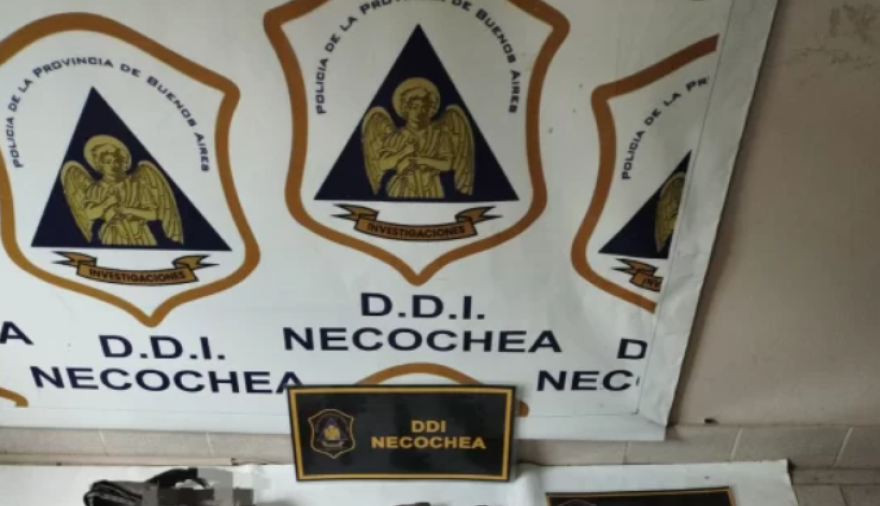 POLICIA DE LA PROVINCIA DE BUENOS AIRES
INVESTIGACIONES
D.D.I.
NECOCHEA
POLICIA DE LA PROVINCIA DE BUENOS AIRES
INVESTIGACIONES
D.D.I.
NECOCHEA
POLICIA DE LA
DDI
NECOCHEA